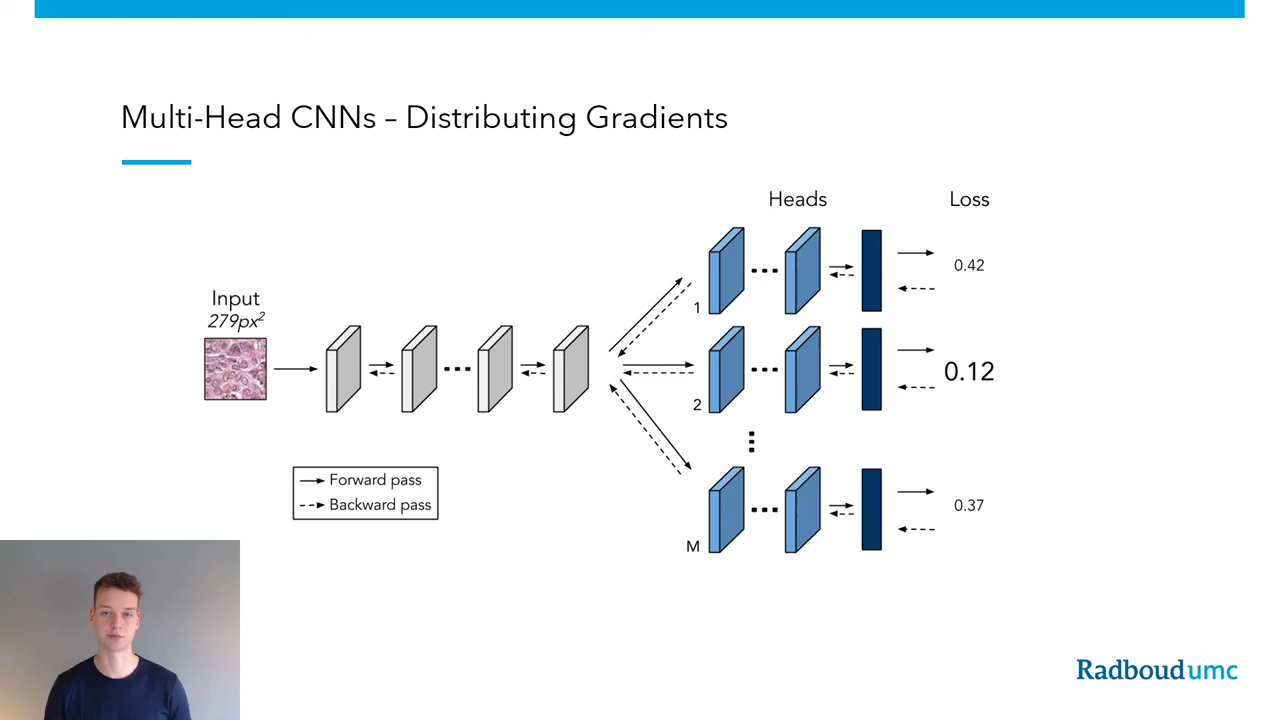 Multi-Head CNNs – Distributing Gradients
Heads
Loss
Input
279px²
0.42
1
0.12
2
0.37
M
Forward pass
Backward pass
Radboudumc